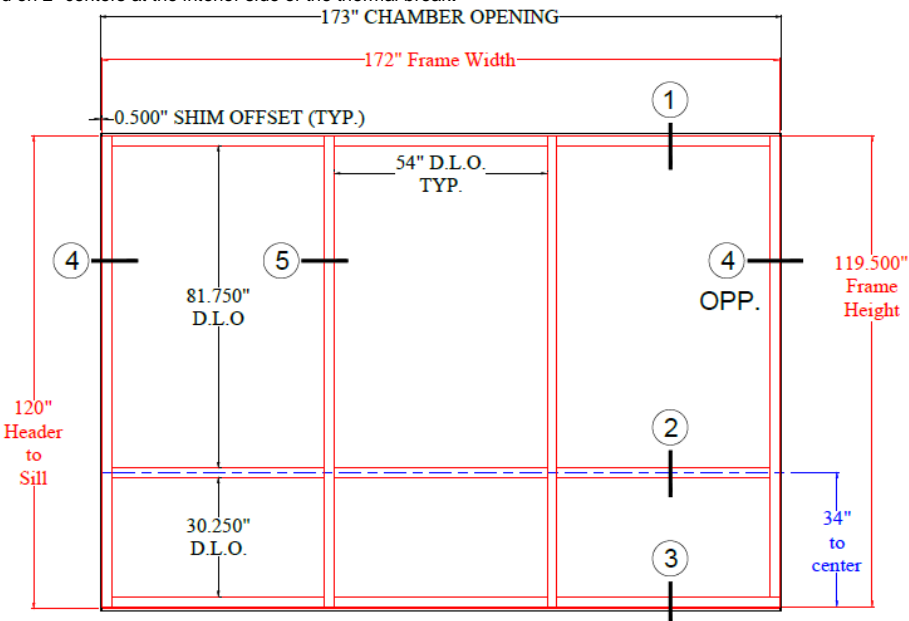 173" CHAMBER OPENING
172" Frame Width
0.500" SHIM OFFSET (TYP.)
1
54" D.L.O.
TYP.
4
5
4
OPP.
81.750"
D.L.O
119.500"
Frame
Height
120"
Header
to
Sill
2
30.250"
D.L.O.
34"
to
center
3